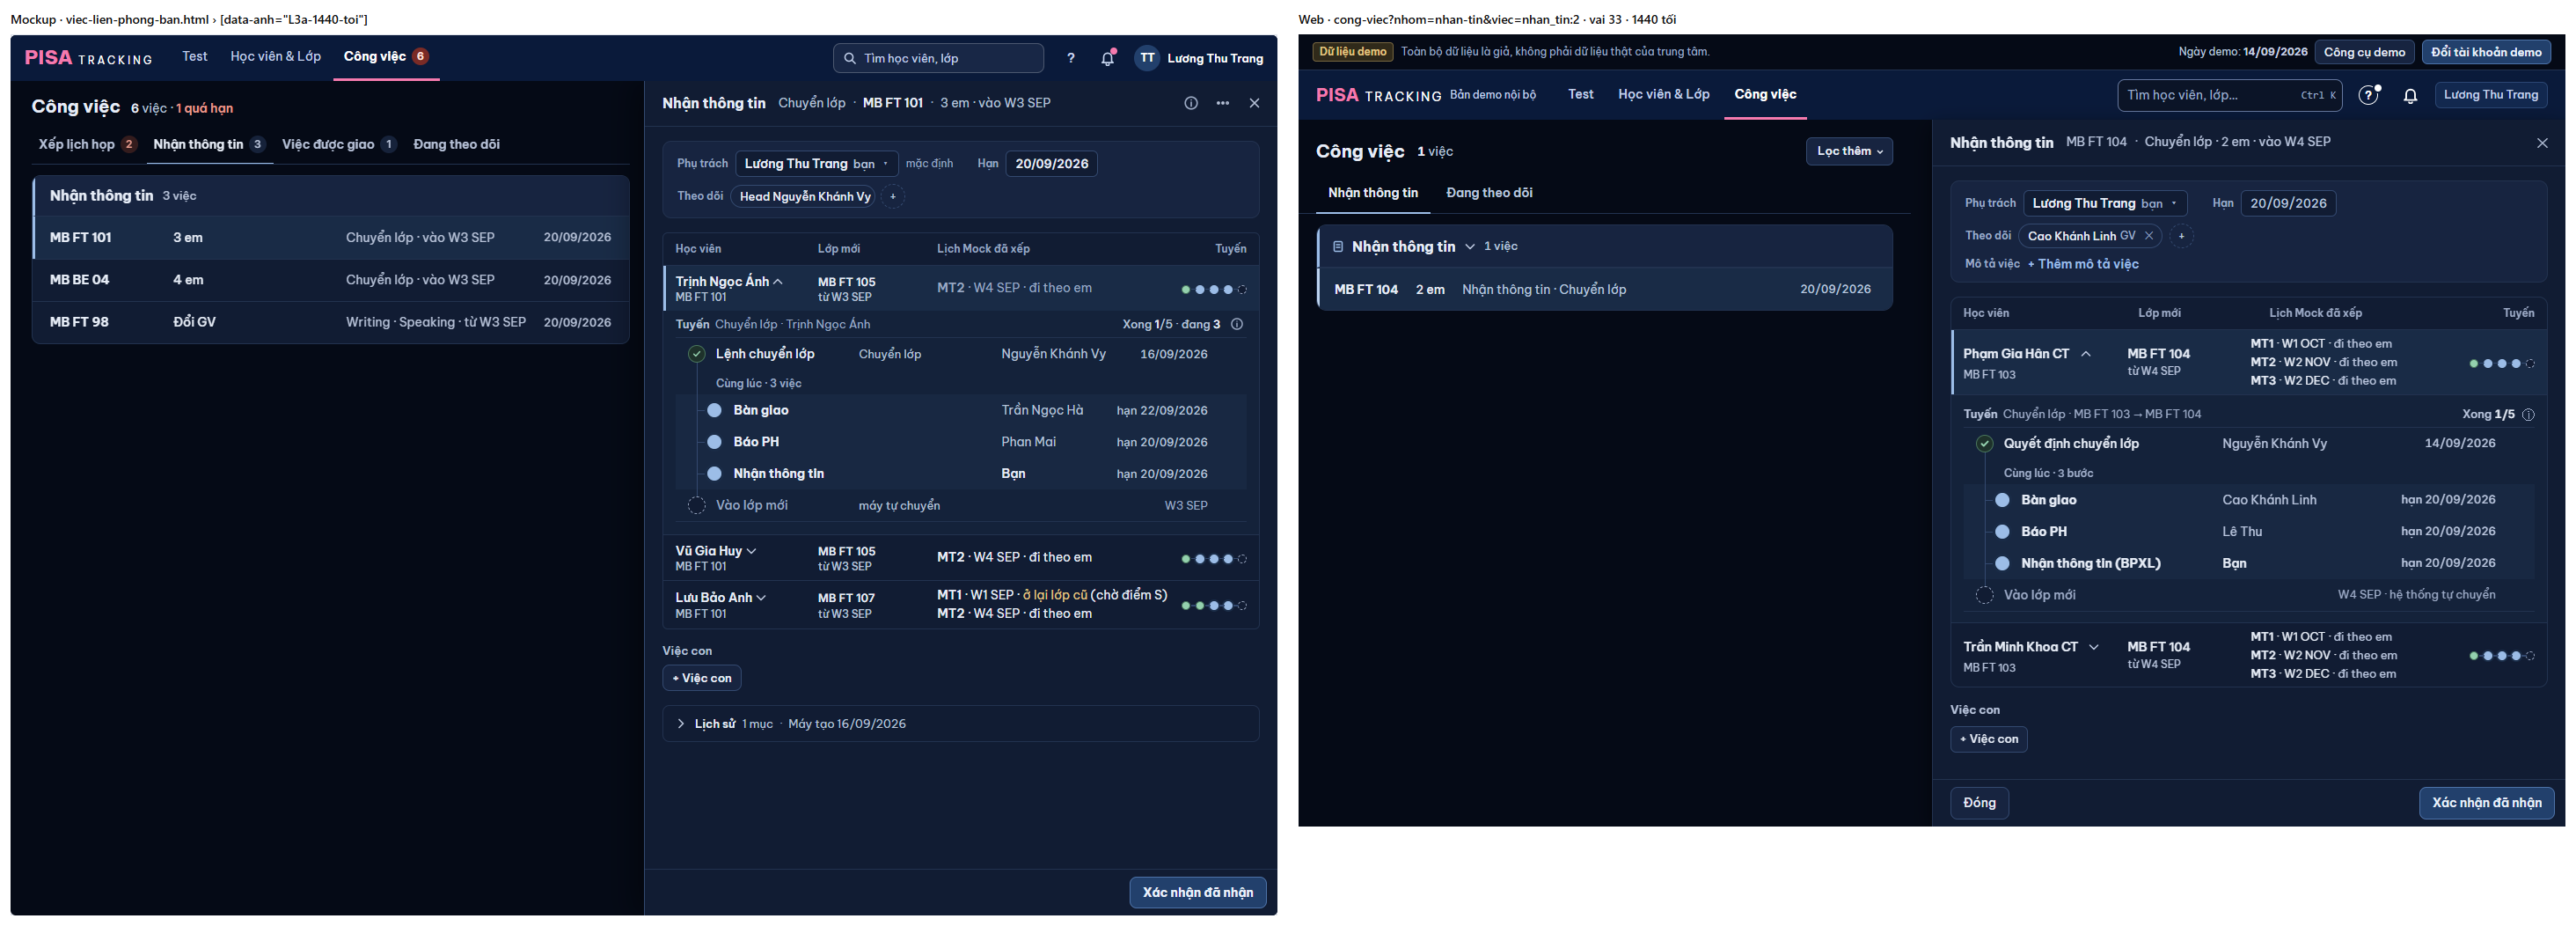 Mockup · viec-lien-phong-ban.html › [data-anh="L3a-1440-toi"]
PISA TRACKING Test Học viên & Lớp Công việc 6 Tìm học viên, lớp ? TT Lương Thu Trang
Công việc 6 việc · 1 quá hạn
Xếp lịch họp 2 Nhận thông tin 3 Việc được giao 1 Đang theo dõi
Nhận thông tin 3 việc
MB FT 101 3 em Chuyển lớp · vào W3 SEP 20/09/2026
MB BE 04 4 em Chuyển lớp · vào W3 SEP 20/09/2026
MB FT 98 Đổi GV Writing · Speaking · từ W3 SEP 20/09/2026
Nhận thông tin Chuyển lớp · MB FT 101 · 3 em · vào W3 SEP
Phụ trách Lương Thu Trang bạn mặc định Hạn 20/09/2026
Theo dõi Head Nguyễn Khánh Vy +
Học viên Lớp mới Lịch Mock đã xếp Tuyến
Trịnh Ngọc Ánh MB FT 105 MT2 · W4 SEP · đi theo em
MB FT 101 từ W3 SEP
Tuyến Chuyển lớp · Trịnh Ngọc Ánh Xong 1/5 · đang 3
Lệnh chuyển lớp Chuyển lớp Nguyễn Khánh Vy 16/09/2026
Cùng lúc · 3 việc
Bàn giao Trần Ngọc Hà hạn 22/09/2026
Báo PH Phan Mai hạn 20/09/2026
Nhận thông tin Bạn hạn 20/09/2026
Vào lớp mới máy tự chuyển W3 SEP
Vũ Gia Huy MB FT 105 MT2 · W4 SEP · đi theo em
MB FT 101 từ W3 SEP
Lưu Bảo Anh MB FT 107 MT1 · W1 SEP · ở lại lớp cũ (chờ điểm S)
MB FT 101 từ W3 SEP MT2 · W4 SEP · đi theo em
Việc con
+ Việc con
Lịch sử 1 mục · Máy tạo 16/09/2026
Xác nhận đã nhận
Web · cong-viec?nhom=nhan-tin&viec=nhan_tin:2 · vai 33 · 1440 tối
Dữ liệu demo Toàn bộ dữ liệu là giả, không phải dữ liệu thật của trung tâm. Ngày demo: 14/09/2026 Công cụ demo Đổi tài khoản demo
PISA TRACKING Bản demo nội bộ Test Học viên & Lớp Công việc Tìm học viên, lớp... Ctrl K ? Lương Thu Trang
Công việc 1 việc Lọc thêm
Nhận thông tin Đang theo dõi
Nhận thông tin 1 việc
MB FT 104 2 em Nhận thông tin · Chuyển lớp 20/09/2026
Nhận thông tin MB FT 104 · Chuyển lớp · 2 em · vào W4 SEP
Phụ trách Lương Thu Trang bạn Hạn 20/09/2026
Theo dõi Cao Khánh Linh GV +
Mô tả việc + Thêm mô tả việc
Học viên Lớp mới Lịch Mock đã xếp Tuyến
MT1 · W1 OCT · đi theo em
Phạm Gia Hân CT MB FT 104 MT2 · W2 NOV · đi theo em
MB FT 103 từ W4 SEP MT3 · W2 DEC · đi theo em
Tuyến Chuyển lớp · MB FT 103 → MB FT 104 Xong 1/5
Quyết định chuyển lớp Nguyễn Khánh Vy 14/09/2026
Cùng lúc · 3 bước
Bàn giao Cao Khánh Linh hạn 20/09/2026
Báo PH Lê Thu hạn 20/09/2026
Nhận thông tin (BPXL) Bạn hạn 20/09/2026
Vào lớp mới W4 SEP · hệ thống tự chuyển
MT1 · W1 OCT · đi theo em
Trần Minh Khoa CT MB FT 104 MT2 · W2 NOV · đi theo em
MB FT 103 từ W4 SEP MT3 · W2 DEC · đi theo em
Việc con
+ Việc con
Đóng Xác nhận đã nhận